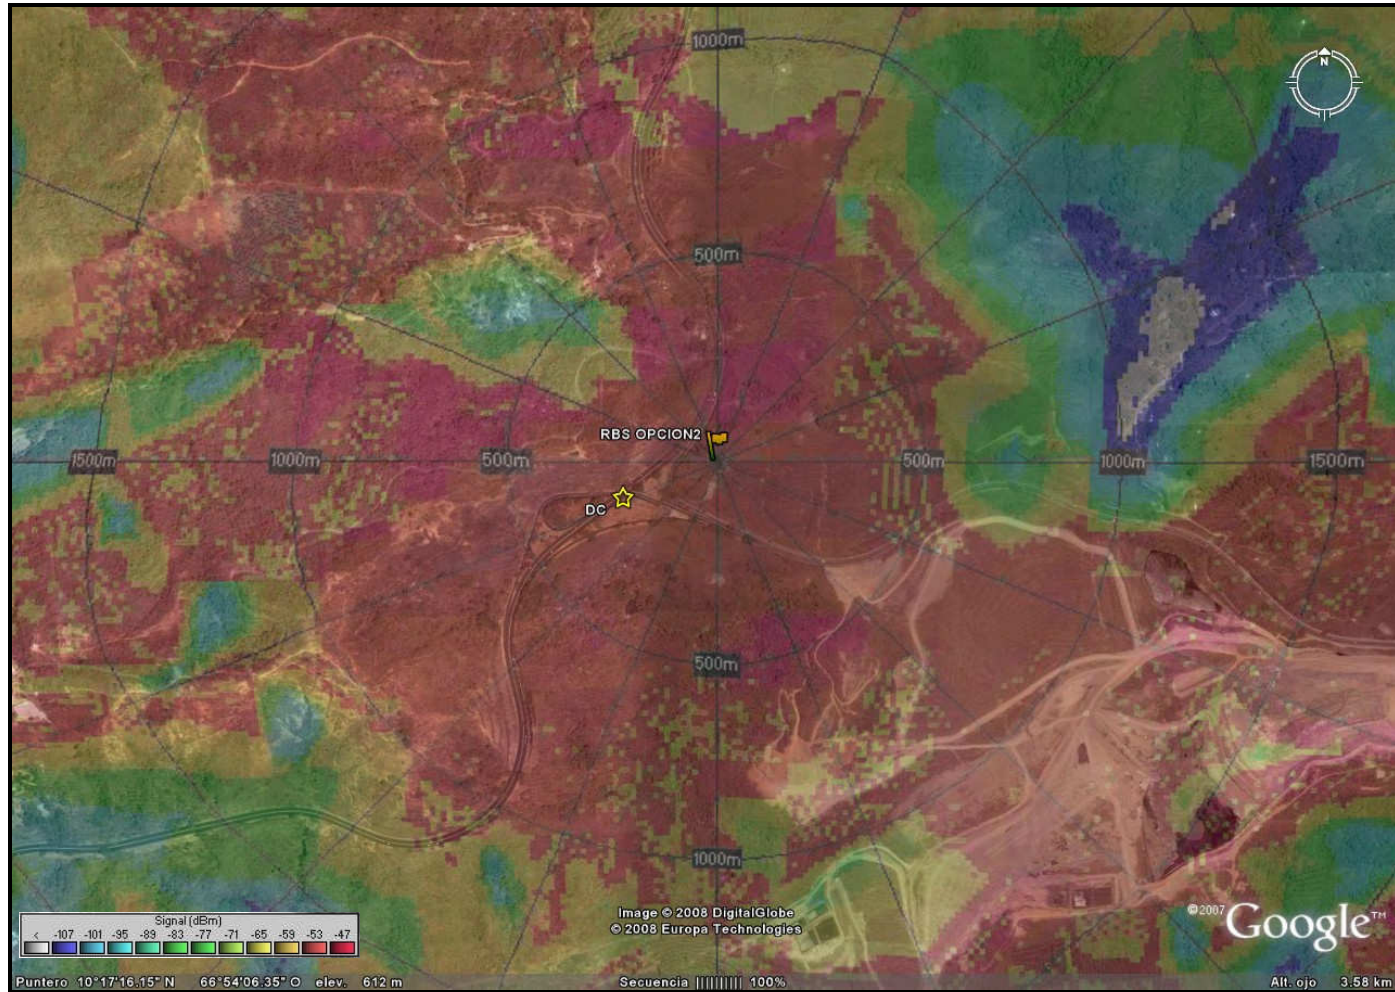 1000m
N
500m
RBS OPCION2
1500m 1000m 500m 500m 1000m 1500m
DC
500m
1000m
Signal (dBm)
< -107 -101 -95 -89 -83 -77 -71 -65 -59 -53 -47
Image © 2008 DigitalGlobe
© 2008 Europa Technologies
©2007 Google™
Puntero 10°17'16.15" N 66°54'06.35" O elev. 612 m Secuencia 100% Alt. ojo 3.58 km